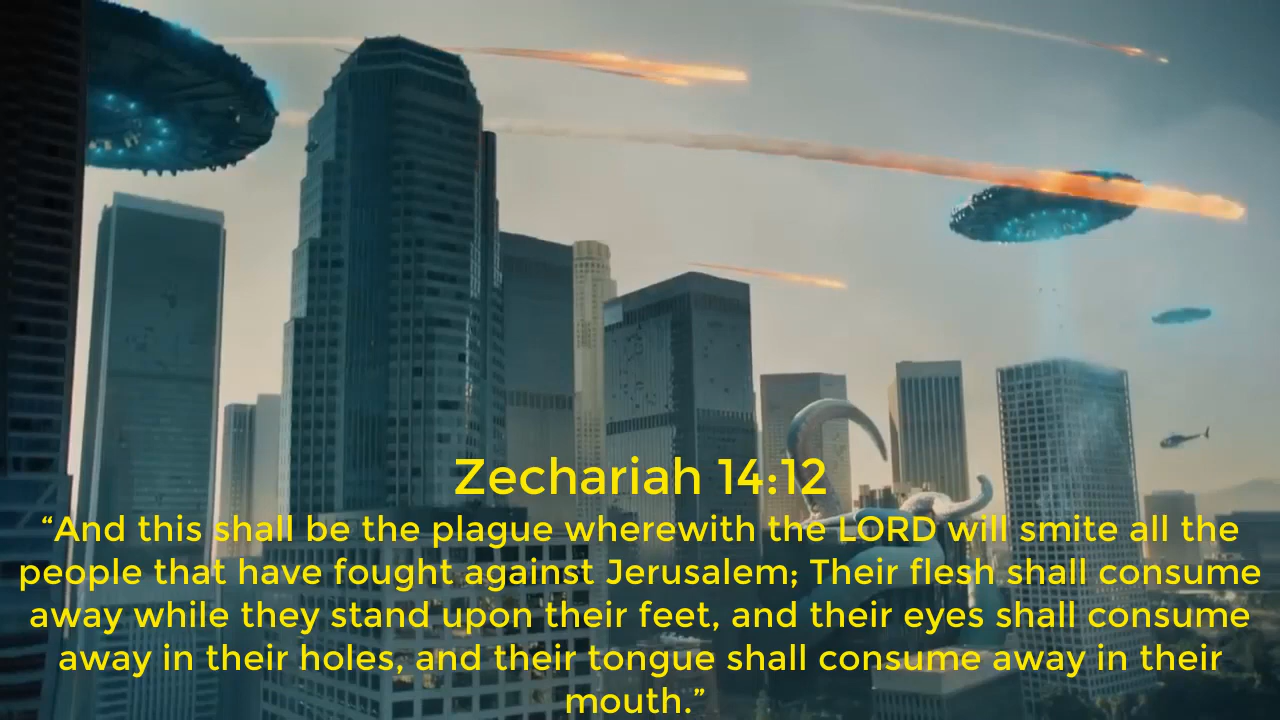 Zechariah 14:12
“And this shall be the plague wherewith the LORD will smite all the
people that have fought against Jerusalem; Their flesh shall consume
away while they stand upon their feet, and their eyes shall consume
away in their holes, and their tongue shall consume away in their
mouth.”